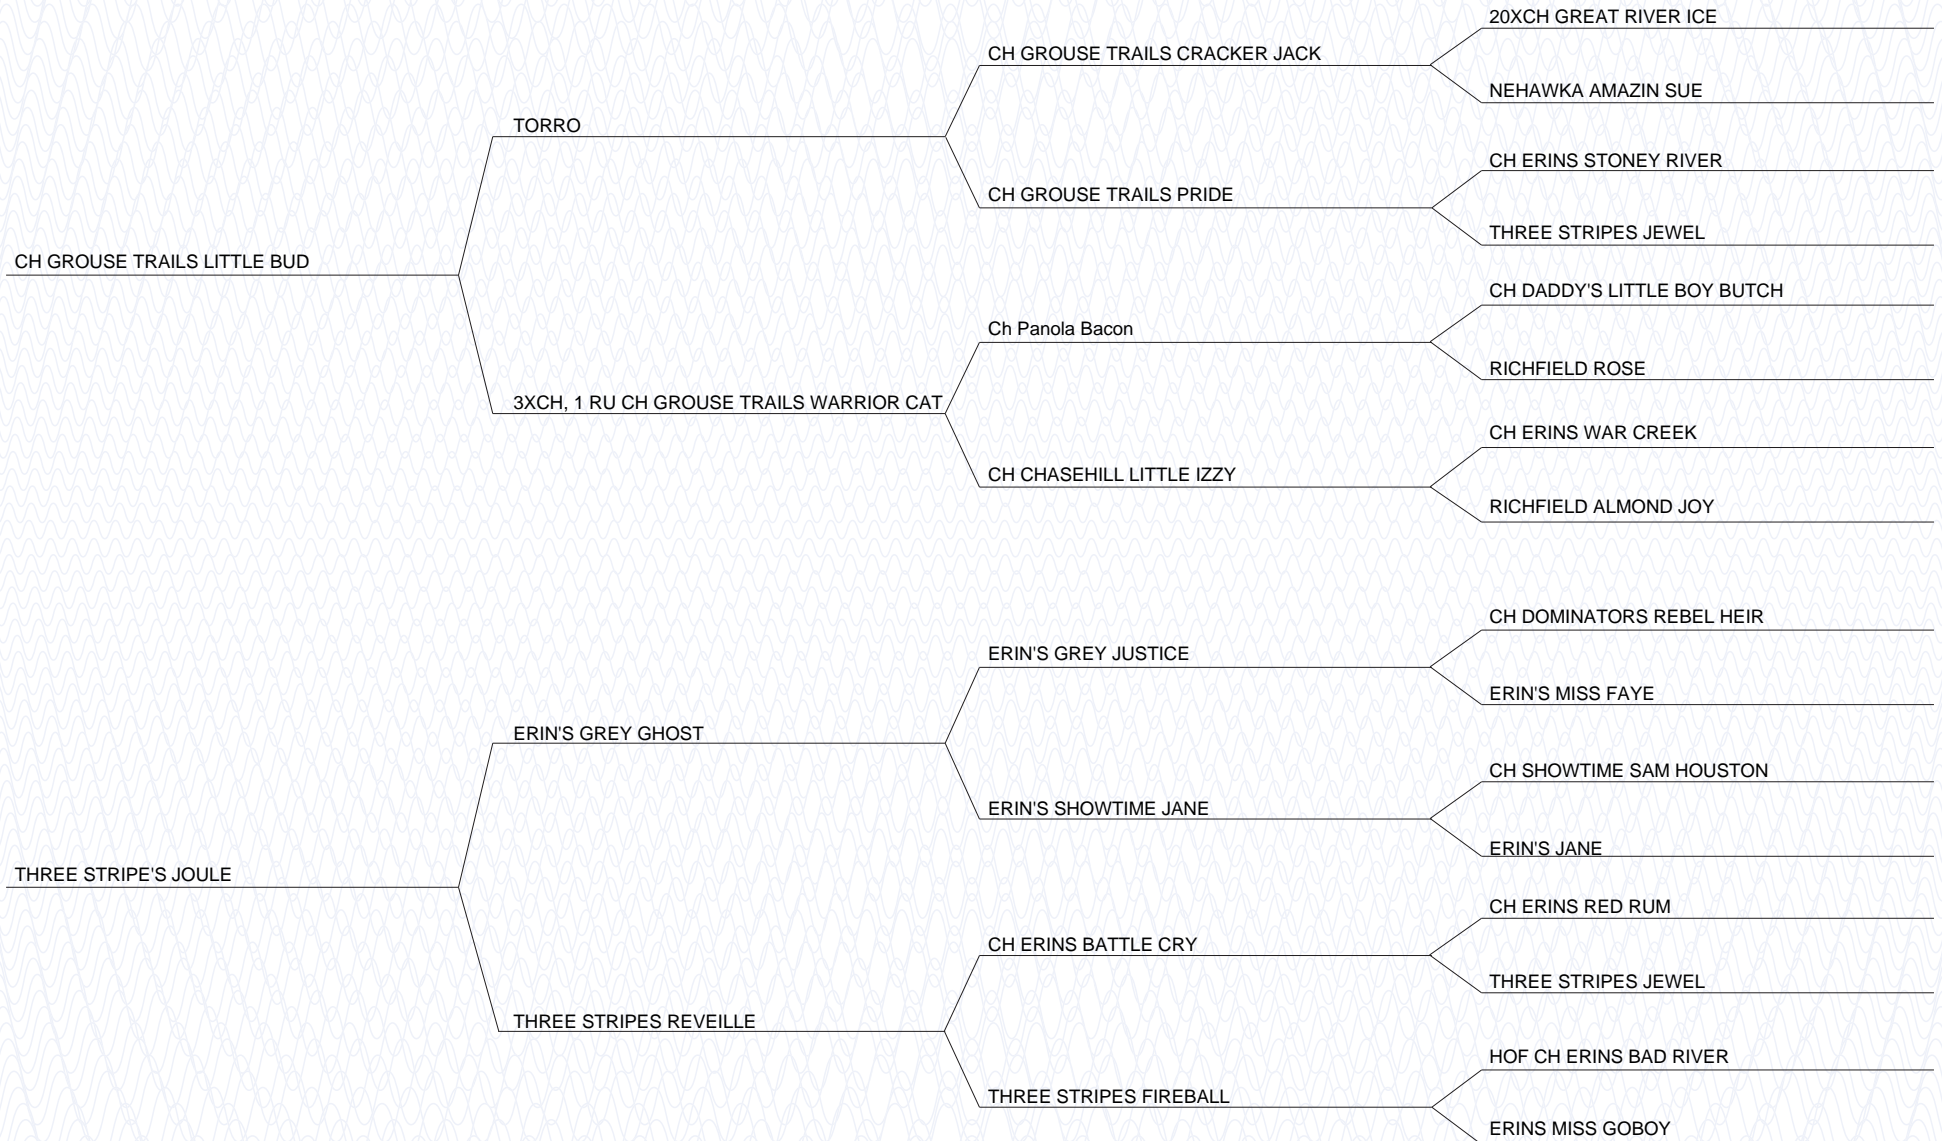 CH GROUSE TRAILS LITTLE BUD
TORRO
CH GROUSE TRAILS CRACKER JACK
20XCH GREAT RIVER ICE
NEHAWKA AMAZIN SUE
CH GROUSE TRAILS PRIDE
CH ERINS STONEY RIVER
THREE STRIPES JEWEL
3XCH, 1 RU CH GROUSE TRAILS WARRIOR CAT
Ch Panola Bacon
CH DADDY'S LITTLE BOY BUTCH
RICHFIELD ROSE
CH CHASEHILL LITTLE IZZY
CH ERINS WAR CREEK
RICHFIELD ALMOND JOY
THREE STRIPE'S JOULE
ERIN'S GREY GHOST
ERIN'S GREY JUSTICE
CH DOMINATORS REBEL HEIR
ERIN'S MISS FAYE
ERIN'S SHOWTIME JANE
CH SHOWTIME SAM HOUSTON
ERIN'S JANE
THREE STRIPES REVEILLE
CH ERINS BATTLE CRY
CH ERINS RED RUM
THREE STRIPES JEWEL
THREE STRIPES FIREBALL
HOF CH ERINS BAD RIVER
ERINS MISS GOBOY